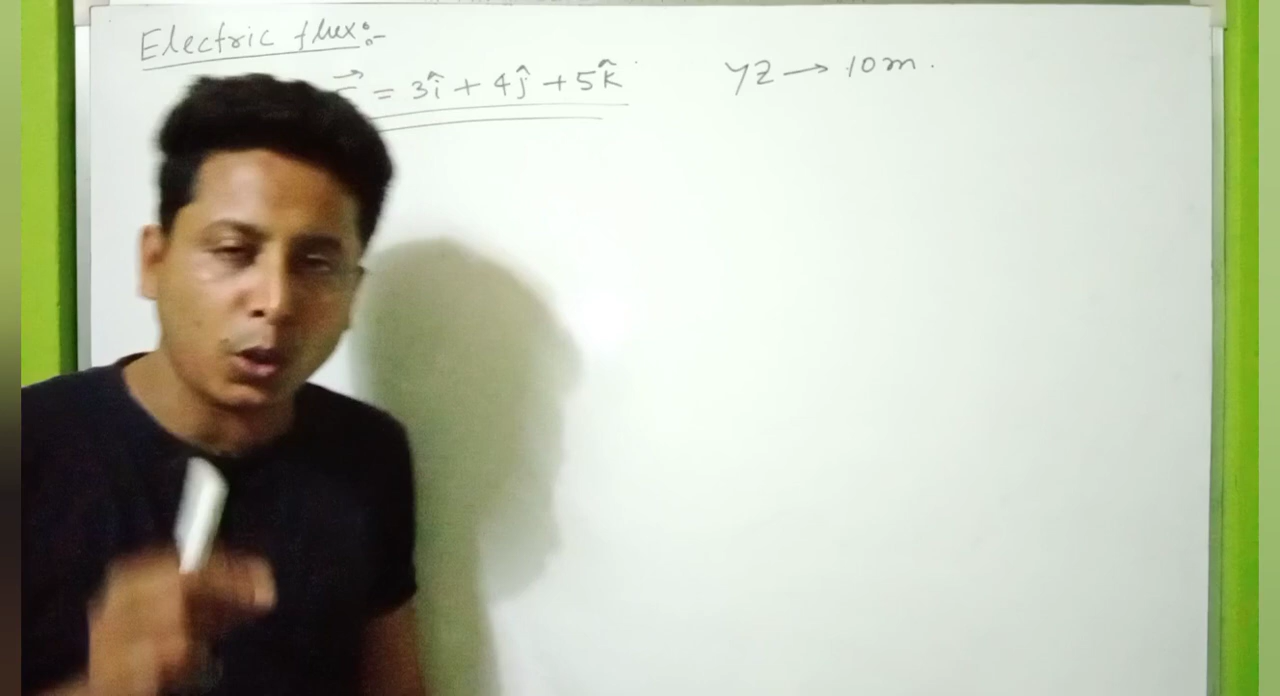 Electric flux:-
= 3î + 4ĵ + 5k̂
YZ → 10m.